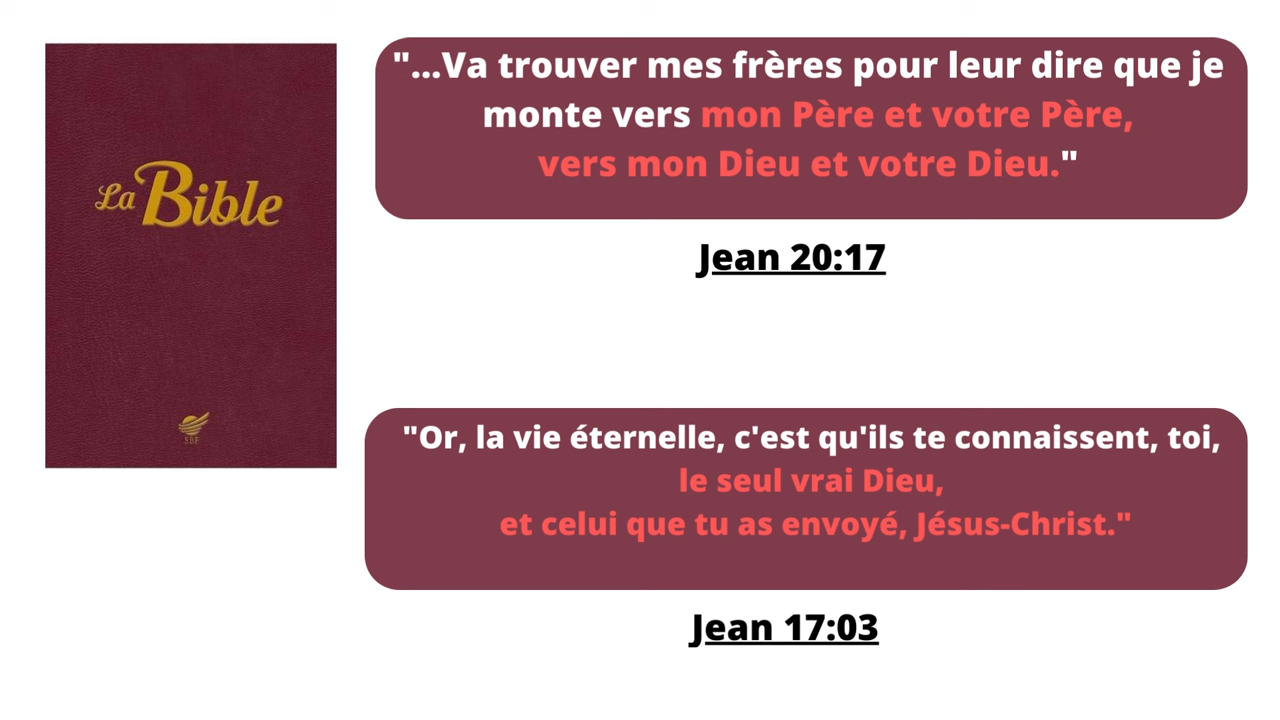 La Bible
SBF
"...Va trouver mes frères pour leur dire que je
monte vers mon Père et votre Père,
vers mon Dieu et votre Dieu."
Jean 20:17
"Or, la vie éternelle, c'est qu'ils te connaissent, toi,
le seul vrai Dieu,
et celui que tu as envoyé, Jésus-Christ."
Jean 17:03